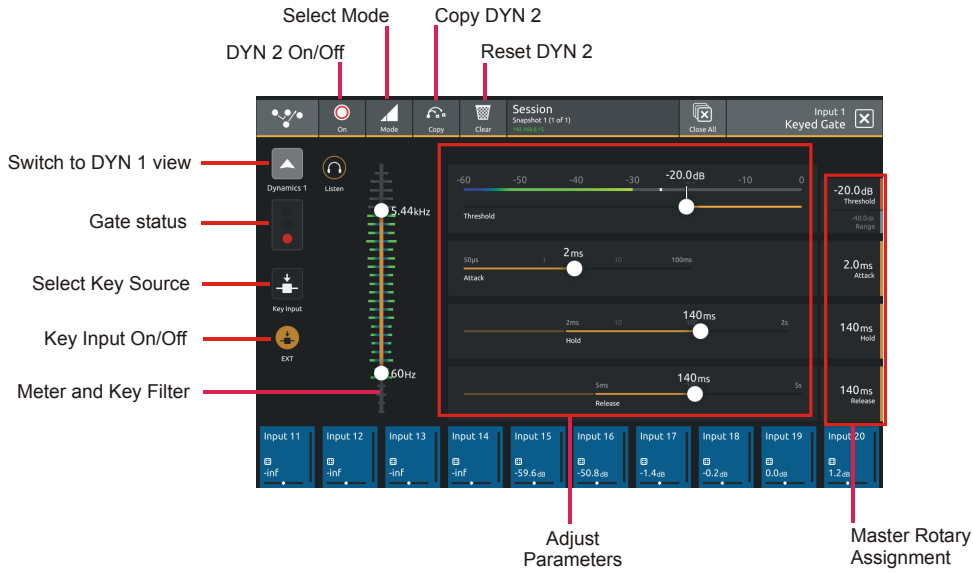 Select Mode
Copy DYN 2
DYN 2 On/Off
Reset DYN 2
On
Mode
Copy
Clear
Session
Snapshot 1 (1 of 1)
192.168.0.15
Close All
Input 1
Keyed Gate
Switch to DYN 1 view
Gate status
Select Key Source
Key Input On/Off
Meter and Key Filter
Dynamics 1
Listen
Key Input
EXT
5.44kHz
60Hz
-60 -50 -40 -30 -20.0dB -10 0
Threshold
2ms
50µs 1 10 100ms
Attack
140ms
2ms 10 2s
Hold
140ms
5ms 5s
Release
-20.0dB
Threshold
-40.0dB
Range
2.0ms
Attack
140ms
Hold
140ms
Release
Input 11 Input 12 Input 13 Input 14 Input 15 Input 16 Input 17 Input 18 Input 19 Input 20
-inf -inf -inf -inf -59.6dB -50.8dB -1.4dB -0.2dB 0.0dB 1.2dB
Adjust
Parameters
Master Rotary
Assignment